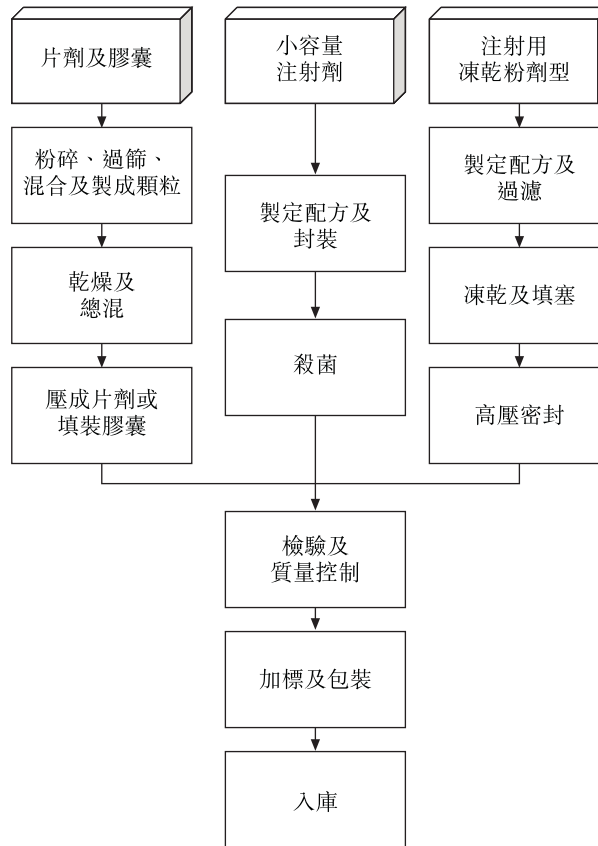 片劑及膠囊
小容量
注射劑
注射用
凍乾粉劑型
粉碎、過篩、
混合及製成顆粒
製定配方及
封裝
製定配方及
過濾
乾燥及
總混
殺菌
凍乾及填塞
壓成片劑或
填裝膠囊
高壓密封
檢驗及
質量控制
加標及包裝
入庫